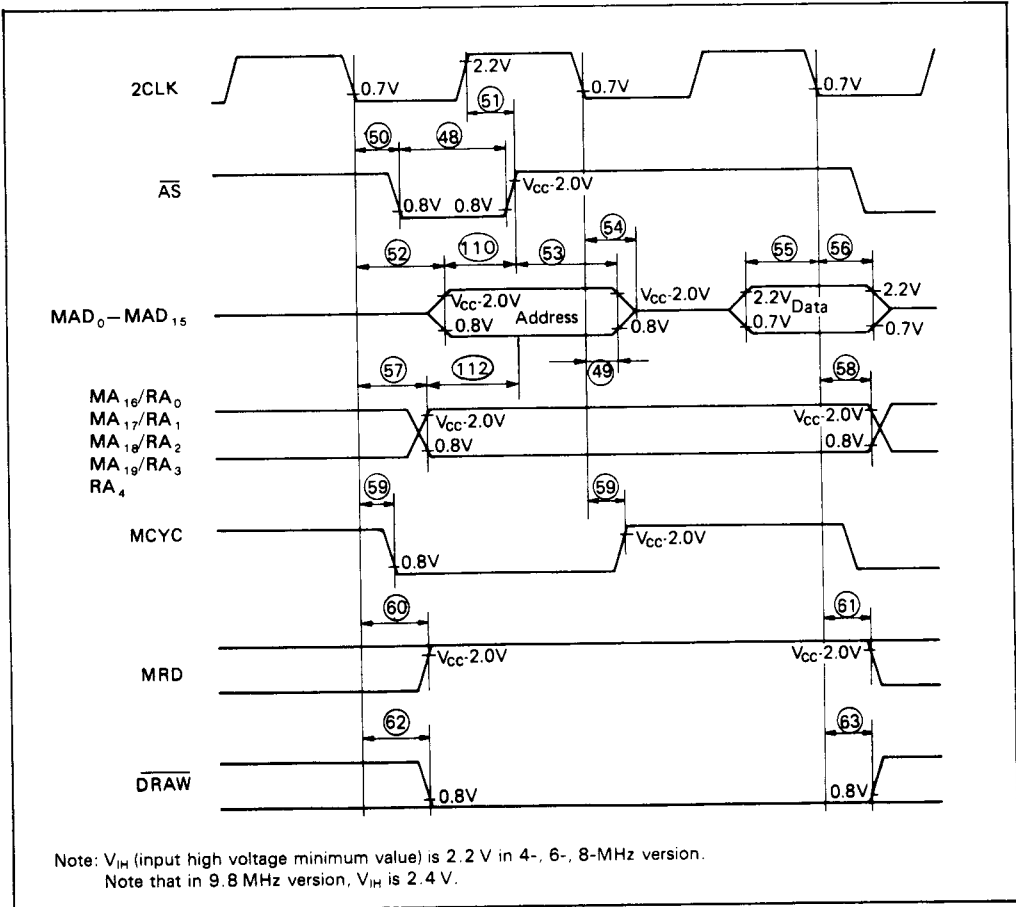 2CLK
0.7V
2.2V
0.7V
0.7V
51
50
48
AS
0.8V
0.8V
VCC-2.0V
54
52
110
53
55
56
MAD0–MAD15
VCC-2.0V
0.8V
Address
VCC-2.0V
0.8V
2.2V
0.7V
Data
2.2V
0.7V
57
112
49
58
MA16/RA0
MA17/RA1
MA18/RA2
MA19/RA3
RA4
VCC-2.0V
0.8V
VCC-2.0V
0.8V
59
59
MCYC
0.8V
VCC-2.0V
60
61
MRD
VCC-2.0V
VCC-2.0V
62
63
DRAW
0.8V
0.8V
Note: VIH (input high voltage minimum value) is 2.2 V in 4-, 6-, 8-MHz version.
Note that in 9.8 MHz version, VIH is 2.4 V.